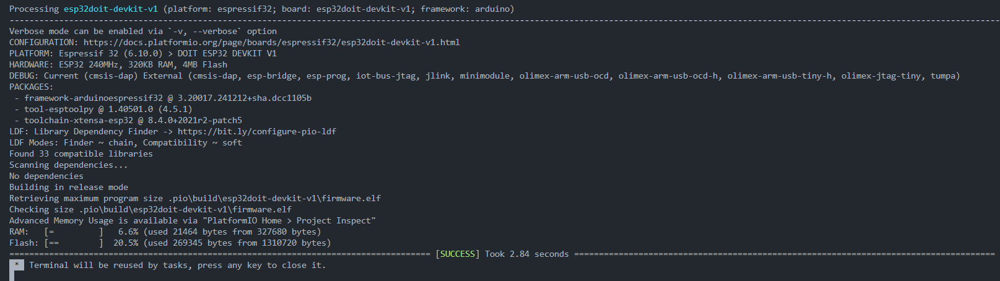 Processing esp32doit-devkit-v1 (platform: espressif32; board: esp32doit-devkit-v1; framework: arduino)
--------------------------------------------------------------------------------------------------------------------------------------------------------------------------------------------------------
Verbose mode can be enabled via `-v, --verbose` option
CONFIGURATION: https://docs.platformio.org/page/boards/espressif32/esp32doit-devkit-v1.html
PLATFORM: Espressif 32 (6.10.0) > DOIT ESP32 DEVKIT V1
HARDWARE: ESP32 240MHz, 320KB RAM, 4MB Flash
DEBUG: Current (cmsis-dap) External (cmsis-dap, esp-bridge, esp-prog, iot-bus-jtag, jlink, minimodule, olimex-arm-usb-ocd, olimex-arm-usb-ocd-h, olimex-arm-usb-tiny-h, olimex-jtag-tiny, tumpa)
PACKAGES:
 - framework-arduinoespressif32 @ 3.20017.241212+sha.dcc1105b
 - tool-esptoolpy @ 1.40501.0 (4.5.1)
 - toolchain-xtensa-esp32 @ 8.4.0+2021r2-patch5
LDF: Library Dependency Finder -> https://bit.ly/configure-pio-ldf
LDF Modes: Finder ~ chain, Compatibility ~ soft
Found 33 compatible libraries
Scanning dependencies...
No dependencies
Building in release mode
Retrieving maximum program size .pio\build\esp32doit-devkit-v1\firmware.elf
Checking size .pio\build\esp32doit-devkit-v1\firmware.elf
Advanced Memory Usage is available via "PlatformIO Home > Project Inspect"
RAM:   [=         ]   6.6% (used 21464 bytes from 327680 bytes)
Flash: [==        ]  20.5% (used 269345 bytes from 1310720 bytes)
===================================================================================== [SUCCESS] Took 2.84 seconds =====================================================================================
 *  Terminal will be reused by tasks, press any key to close it.